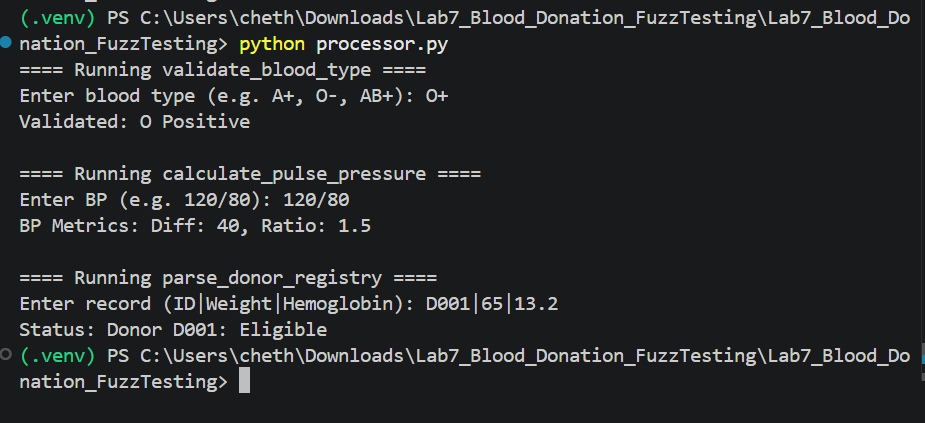 (.venv) PS C:\Users\cheth\Downloads\Lab7_Blood_Donation_FuzzTesting\Lab7_Blood_Do
nation_FuzzTesting> python processor.py
==== Running validate_blood_type ====
Enter blood type (e.g. A+, O-, AB+): O+
Validated: O Positive
==== Running calculate_pulse_pressure ====
Enter BP (e.g. 120/80): 120/80
BP Metrics: Diff: 40, Ratio: 1.5
==== Running parse_donor_registry ====
Enter record (ID|Weight|Hemoglobin): D001|65|13.2
Status: Donor D001: Eligible
(.venv) PS C:\Users\cheth\Downloads\Lab7_Blood_Donation_FuzzTesting\Lab7_Blood_Do
nation_FuzzTesting>